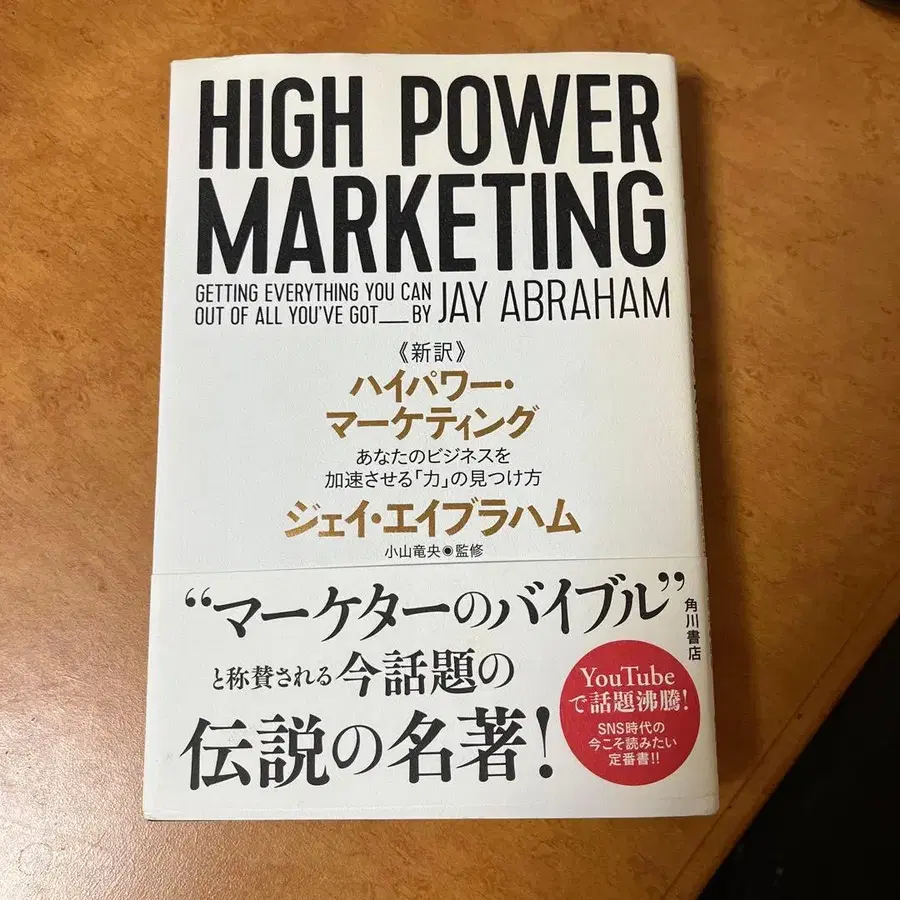 HIGH POWER
MARKETING
GETTING EVERYTHING YOU CAN
OUT OF ALL YOU'VE GOT___BY JAY ABRAHAM
《新訳》
ハイパワー・
マーケティング
あなたのビジネスを
加速させる「力」の見つけ方
ジェイ・エイブラハム
小山竜央◉監修
“マーケターのバイブル”
と称賛される今話題の
伝説の名著!
角川書店
YouTube
で話題沸騰!
SNS時代の
今こそ読みたい
定番書!!